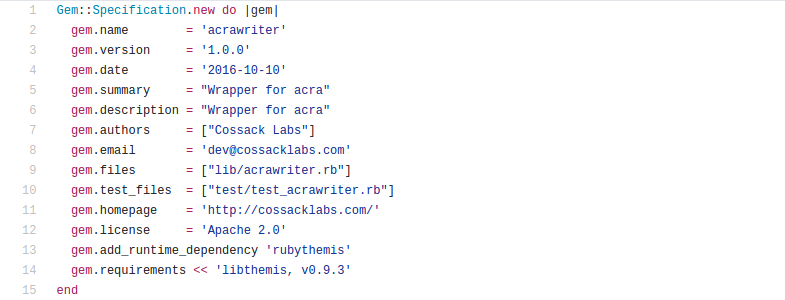 1 Gem::Specification.new do |gem|
2   gem.name        = 'acrawriter'
3   gem.version     = '1.0.0'
4   gem.date        = '2016-10-10'
5   gem.summary     = "Wrapper for acra"
6   gem.description = "Wrapper for acra"
7   gem.authors     = ["Cossack Labs"]
8   gem.email       = 'dev@cossacklabs.com'
9   gem.files       = ["lib/acrawriter.rb"]
10   gem.test_files  = ["test/test_acrawriter.rb"]
11   gem.homepage    = 'http://cossacklabs.com/'
12   gem.license     = 'Apache 2.0'
13   gem.add_runtime_dependency 'rubythemis'
14   gem.requirements << 'libthemis, v0.9.3'
15 end